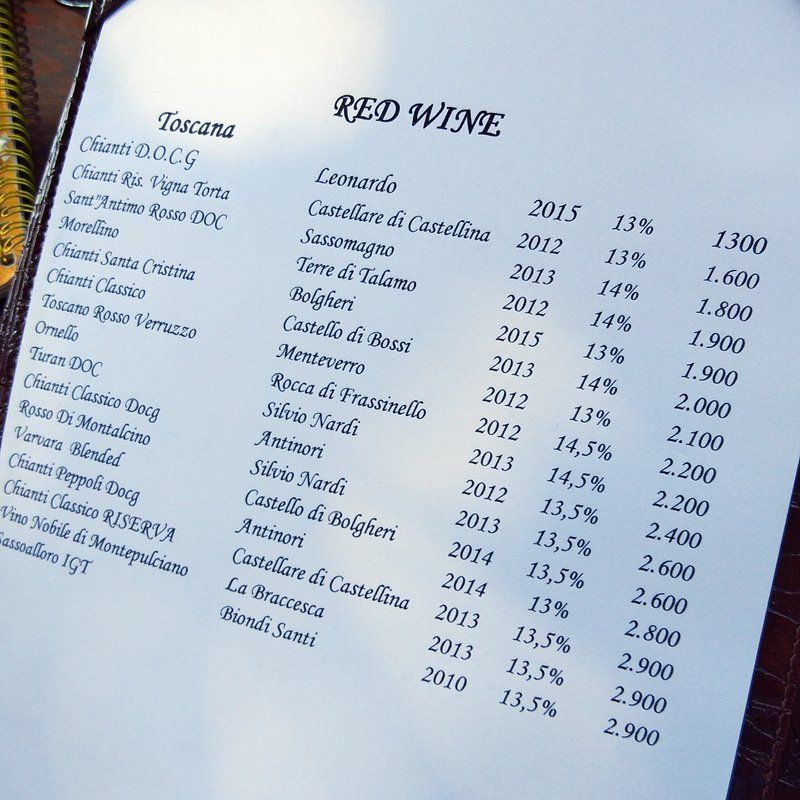 RED WINE
Toscana
Chianti D.O.C.G Leonardo 2015 13% 1300
Chianti Ris. Vigna Torta Castellare di Castellina 2012 13% 1.600
Sant"Antimo Rosso DOC Sassomagno 2013 14% 1.800
Morellino Terre di Talamo 2012 14% 1.900
Chianti Santa Cristina Bolgheri 2015 13% 1.900
Chianti Classico Castello di Bossi 2013 14% 2.000
Toscano Rosso Verruzzo Menteverro 2012 13% 2.100
Ornello Rocca di Frassinello 2012 14,5% 2.200
Turan DOC Silvio Nardi 2013 14,5% 2.200
Chianti Classico Docg Antinori 2012 13,5% 2.400
Rosso Di Montalcino Silvio Nardi 2013 13,5% 2.600
Varvara Blended Castello di Bolgheri 2014 13,5% 2.600
Chianti Peppoli Docg Antinori 2014 13% 2.800
Chianti Classico RISERVA Castellare di Castellina 2013 13,5% 2.900
Vino Nobile di Montepulciano La Braccesca 2013 13,5% 2.900
Sassoalloro IGT Biondi Santi 2010 13,5% 2.900